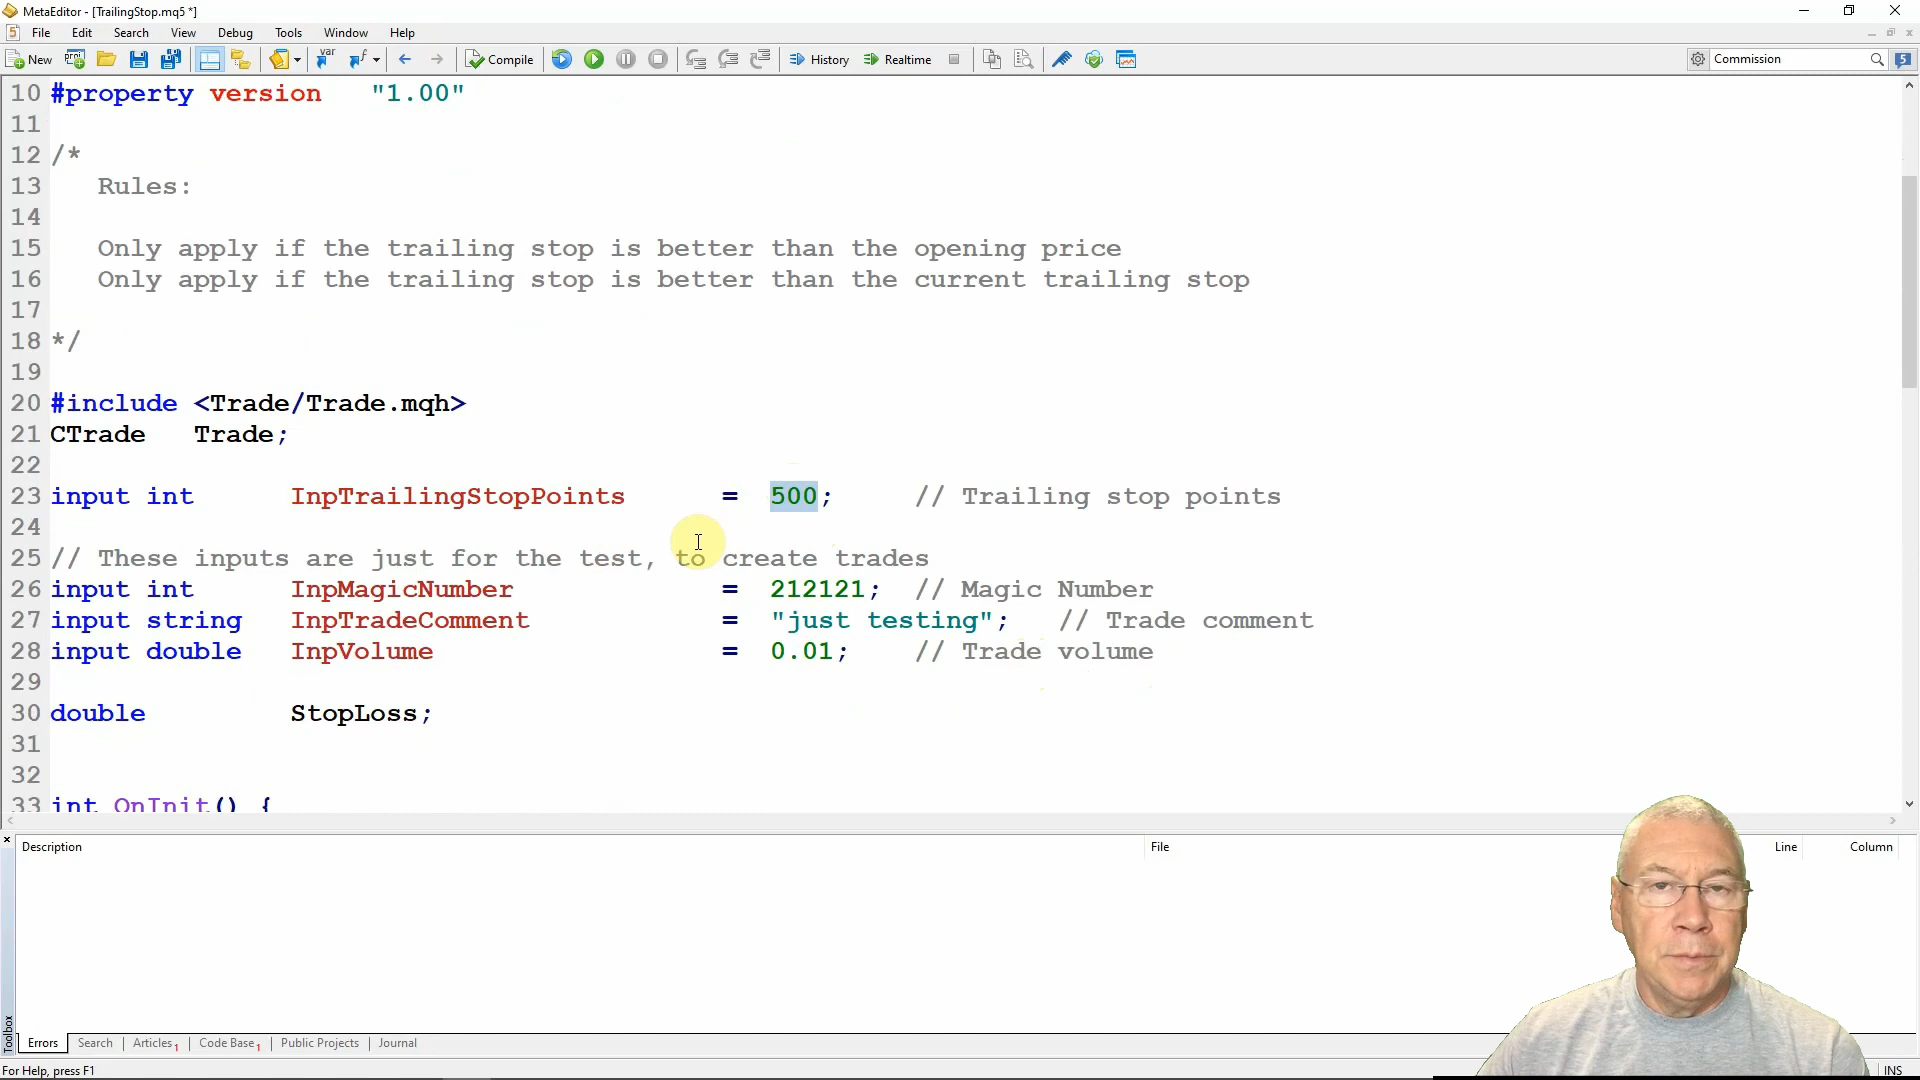 MetaEditor - [TrailingStop.mq5 *]
File Edit Search View Debug Tools Window Help
New Compile History Realtime Commission
10 #property version "1.00"
11
12 /*
13 Rules:
14
15 Only apply if the trailing stop is better than the opening price
16 Only apply if the trailing stop is better than the current trailing stop
17
18 */
19
20 #include <Trade/Trade.mqh>
21 CTrade Trade;
22
23 input int InpTrailingStopPoints = 500; // Trailing stop points
24
25 // These inputs are just for the test, to create trades
26 input int InpMagicNumber = 212121; // Magic Number
27 input string InpTradeComment = "just testing"; // Trade comment
28 input double InpVolume = 0.01; // Trade volume
29
30 double StopLoss;
31
32
33 int OnInit() {
Description File Line Column
Toolbox
Errors Search Articles 1 Code Base 1 Public Projects Journal
For Help, press F1 INS